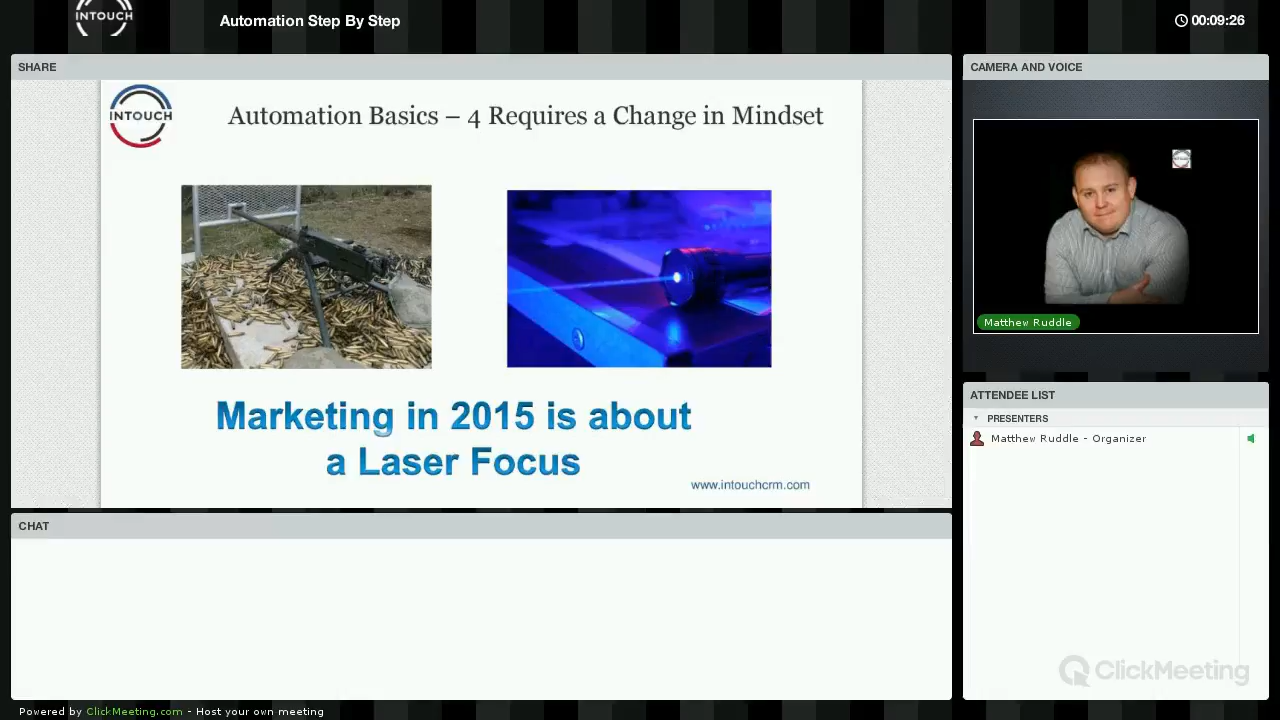 INTOUCH
Automation Step By Step
00:09:26
SHARE
INTOUCH
Automation Basics – 4 Requires a Change in Mindset
Marketing in 2015 is about
a Laser Focus
www.intouchcrm.com
CAMERA AND VOICE
Matthew Ruddle
ATTENDEE LIST
PRESENTERS
Matthew Ruddle - Organizer
CHAT
ClickMeeting
Powered by ClickMeeting.com - Host your own meeting